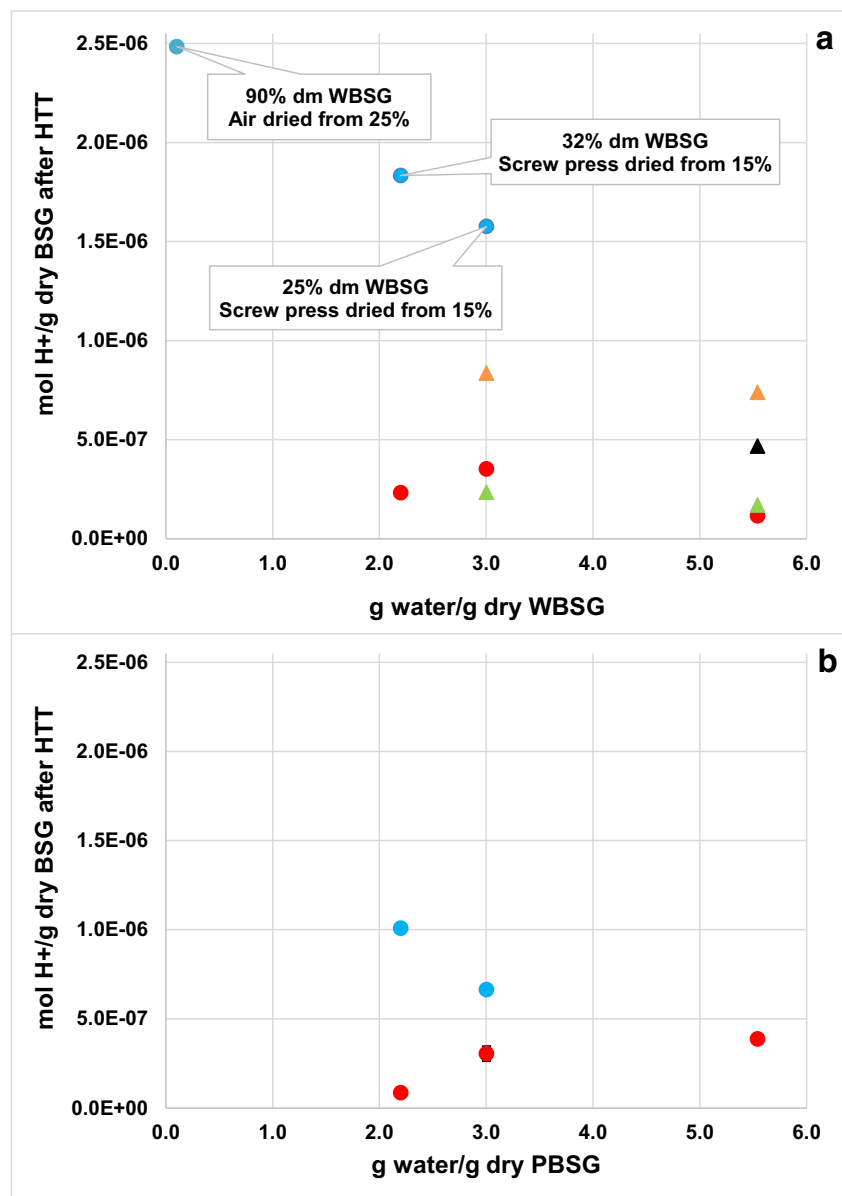 a
2.5E-06
2.0E-06
1.5E-06
1.0E-06
5.0E-07
0.0E+00
mol H+/g dry BSG after HTT
90% dm WBSG
Air dried from 25%
32% dm WBSG
Screw press dried from 15%
25% dm WBSG
Screw press dried from 15%
0.0 1.0 2.0 3.0 4.0 5.0 6.0
g water/g dry WBSG
b
2.5E-06
2.0E-06
1.5E-06
1.0E-06
5.0E-07
0.0E+00
mol H+/g dry BSG after HTT
0.0 1.0 2.0 3.0 4.0 5.0 6.0
g water/g dry PBSG